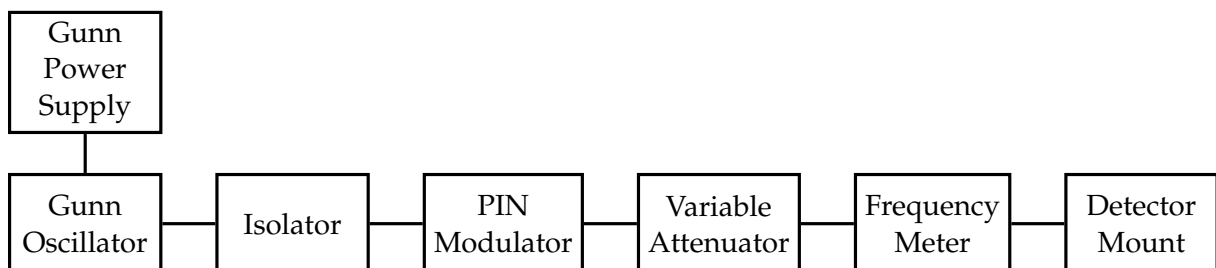 Gunn
Power
Supply
Gunn
Oscillator
Isolator
PIN
Modulator
Variable
Attenuator
Frequency
Meter
Detector
Mount